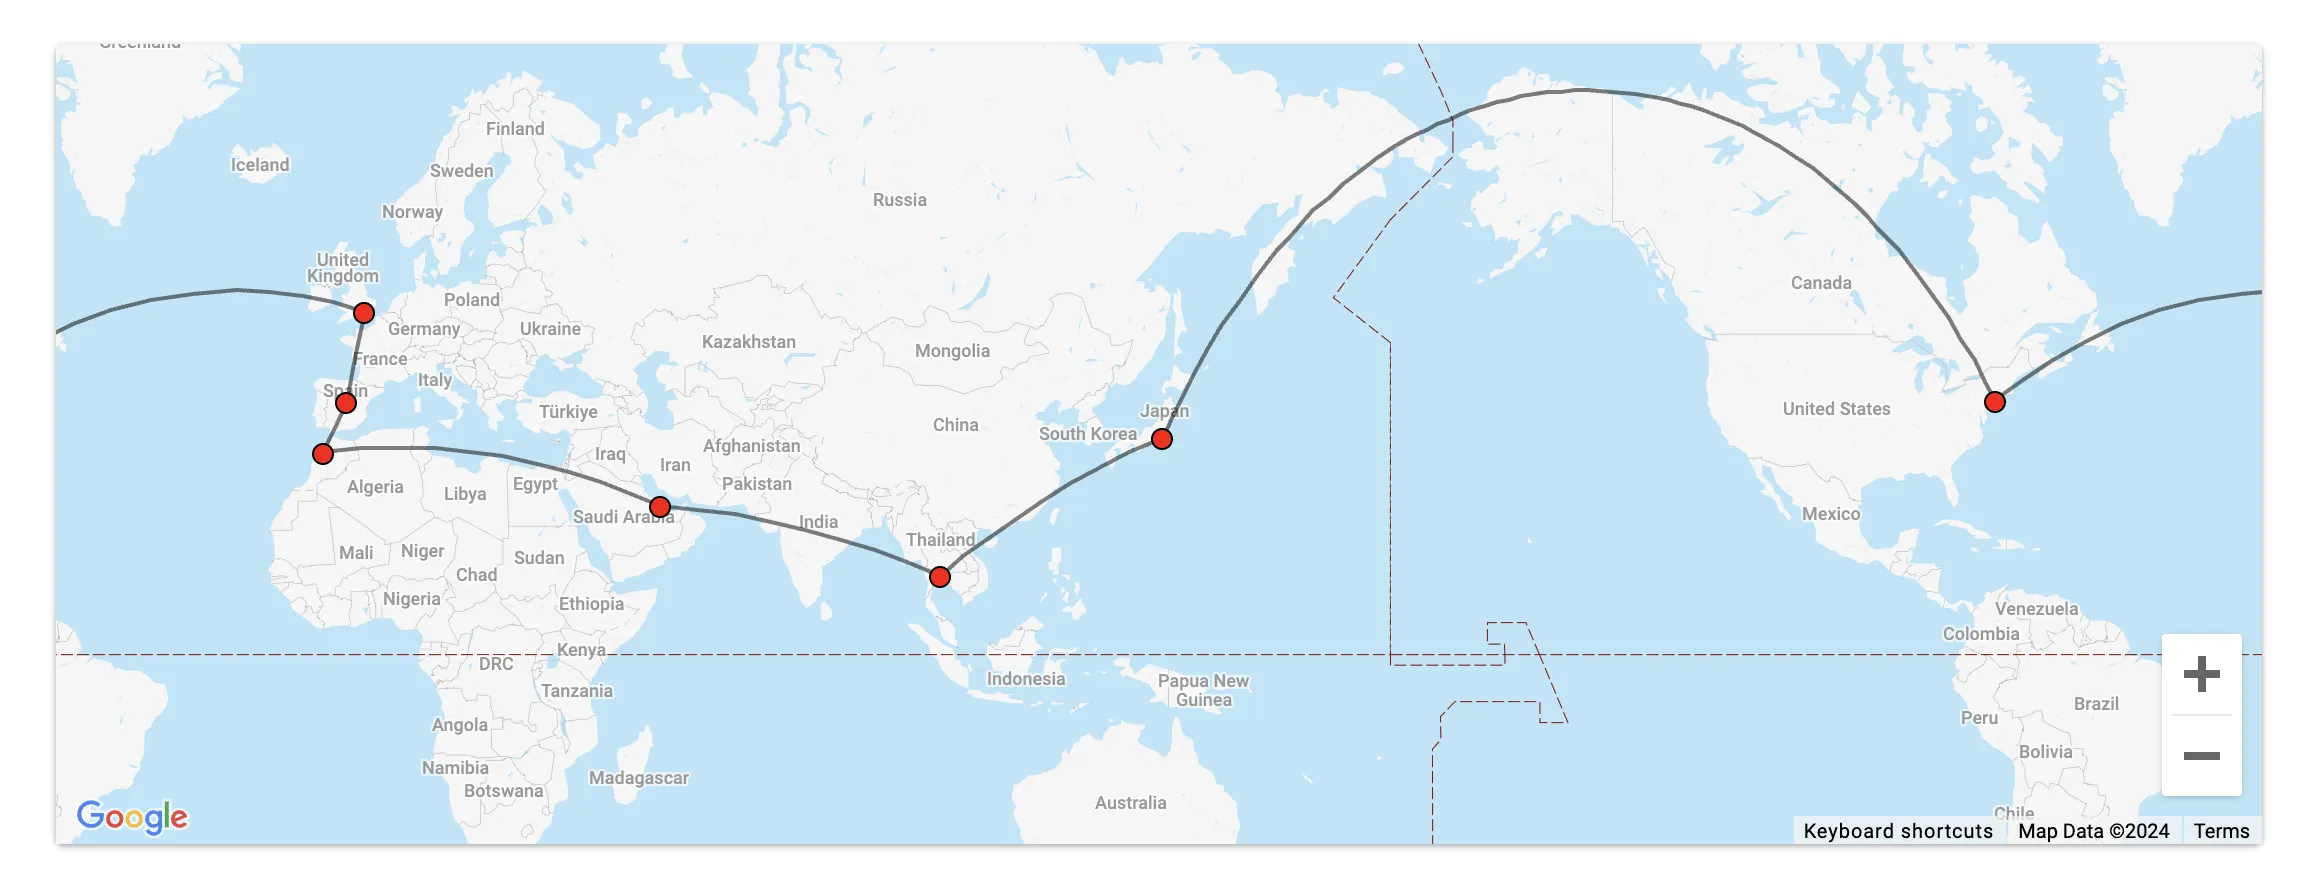 Greenland
Finland
Iceland
Sweden
Norway
Russia
United
Kingdom
Canada
Poland
Germany
Ukraine
Kazakhstan
Mongolia
France
Italy
Spain
Türkiye
Japan
United States
China
South Korea
Afghanistan
Iraq
Iran
Algeria
Libya
Egypt
Pakistan
Saudi Arabia
India
Mexico
Thailand
Mali
Niger
Sudan
Chad
Nigeria
Ethiopia
Venezuela
Colombia
Kenya
DRC
Indonesia
Papua New
Guinea
Tanzania
Brazil
Peru
Angola
Bolivia
Namibia
Madagascar
Botswana
Australia
Chile
Google
Keyboard shortcuts
Map Data ©2024
Terms